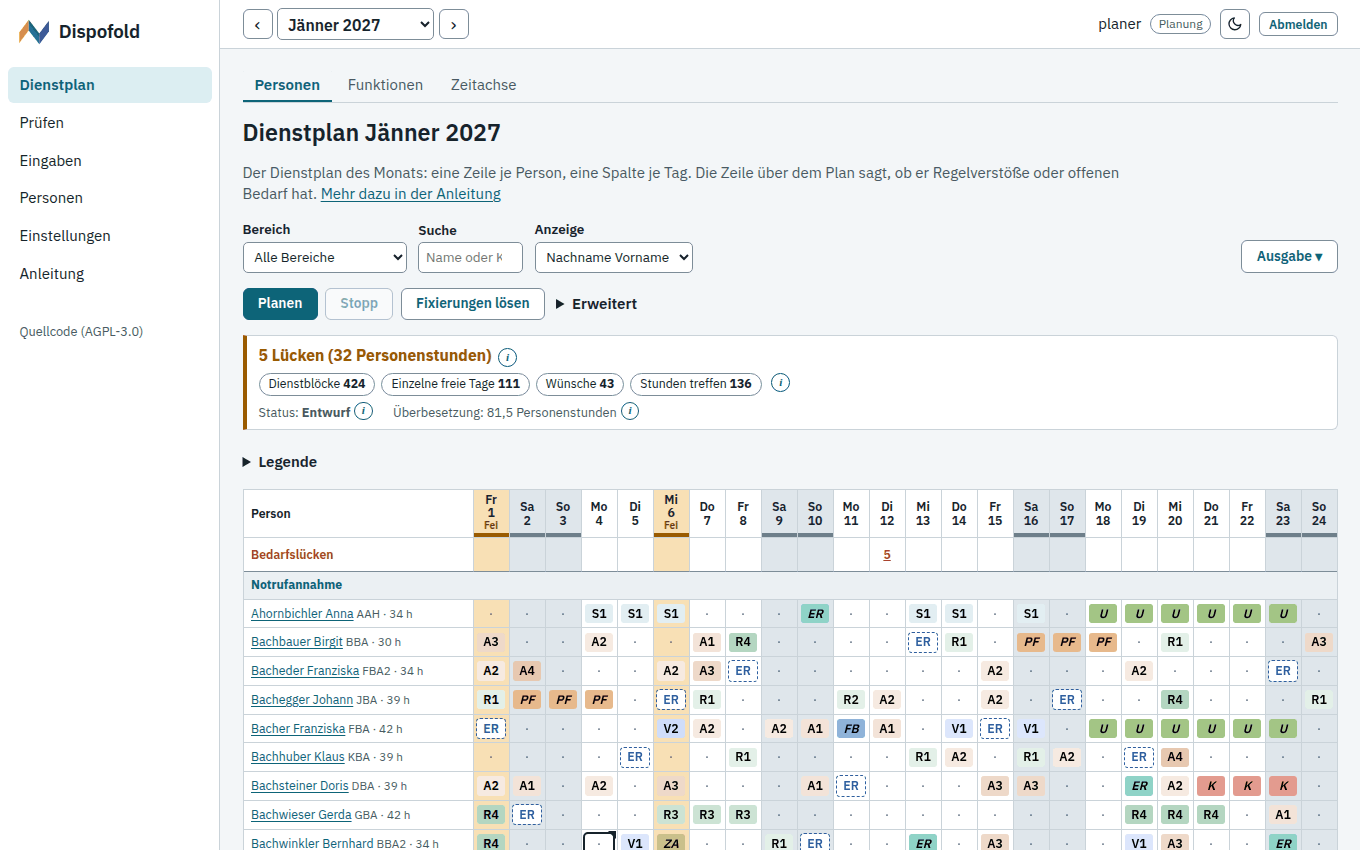 Dispofold
‹ Jänner 2027 ›
planer Planung Abmelden
Dienstplan
Prüfen
Eingaben
Personen
Einstellungen
Anleitung
Quellcode (AGPL-3.0)
Personen Funktionen Zeitachse
Dienstplan Jänner 2027
Der Dienstplan des Monats: eine Zeile je Person, eine Spalte je Tag. Die Zeile über dem Plan sagt, ob er Regelverstöße oder offenen
Bedarf hat. Mehr dazu in der Anleitung
Bereich Suche Anzeige
Alle Bereiche Name oder K Nachname Vorname Ausgabe ▾
Planen Stopp Fixierungen lösen ▶ Erweitert
5 Lücken (32 Personenstunden) i
Dienstblöcke 424 Einzelne freie Tage 111 Wünsche 43 Stunden treffen 136 i
Status: Entwurf i Überbesetzung: 81,5 Personenstunden i
▶ Legende
Person Fr 1 Fei Sa 2 So 3 Mo 4 Di 5 Mi 6 Fei Do 7 Fr 8 Sa 9 So 10 Mo 11 Di 12 Mi 13 Do 14 Fr 15 Sa 16 So 17 Mo 18 Di 19 Mi 20 Do 21 Fr 22 Sa 23 So 24
Bedarfslücken 5
Notrufannahme
Ahornbichler Anna AAH · 34 h · · · S1 S1 S1 · · · ER · · S1 S1 · S1 · U U U U U U ·
Bachbauer Birgit BBA · 30 h A3 · · A2 · · A1 R4 · · · · ER R1 · PF PF PF · R1 · · · A3
Bacheder Franziska FBA2 · 34 h A2 A4 · · · A2 A3 ER · · · · · · A2 · · · A2 · · · ER ·
Bachegger Johann JBA · 39 h R1 PF PF PF · ER R1 · · · R2 A2 · · A2 · ER · · R4 · · · R1
Bacher Franziska FBA · 42 h ER · · · · V2 A2 · A2 A1 FB A1 · V1 ER V1 · U U U U U U ·
Bachhuber Klaus KBA · 39 h · · · · ER · · R1 · · · · R1 A2 · R1 A2 · ER A4 · · · ·
Bachsteiner Doris DBA · 39 h A2 A1 · A2 · A3 · · · A1 ER · · · A3 A3 · · ER A2 K K K ·
Bachwieser Gerda GBA · 42 h R4 ER · · · R3 R3 R3 · · · · · · · · · · R4 R4 R4 · A1 ·
Bachwinkler Bernhard BBA2 · 34 h R4 · · · V1 ZA · · R1 ER · · ER · A3 · · · V1 A3 · · ER ·